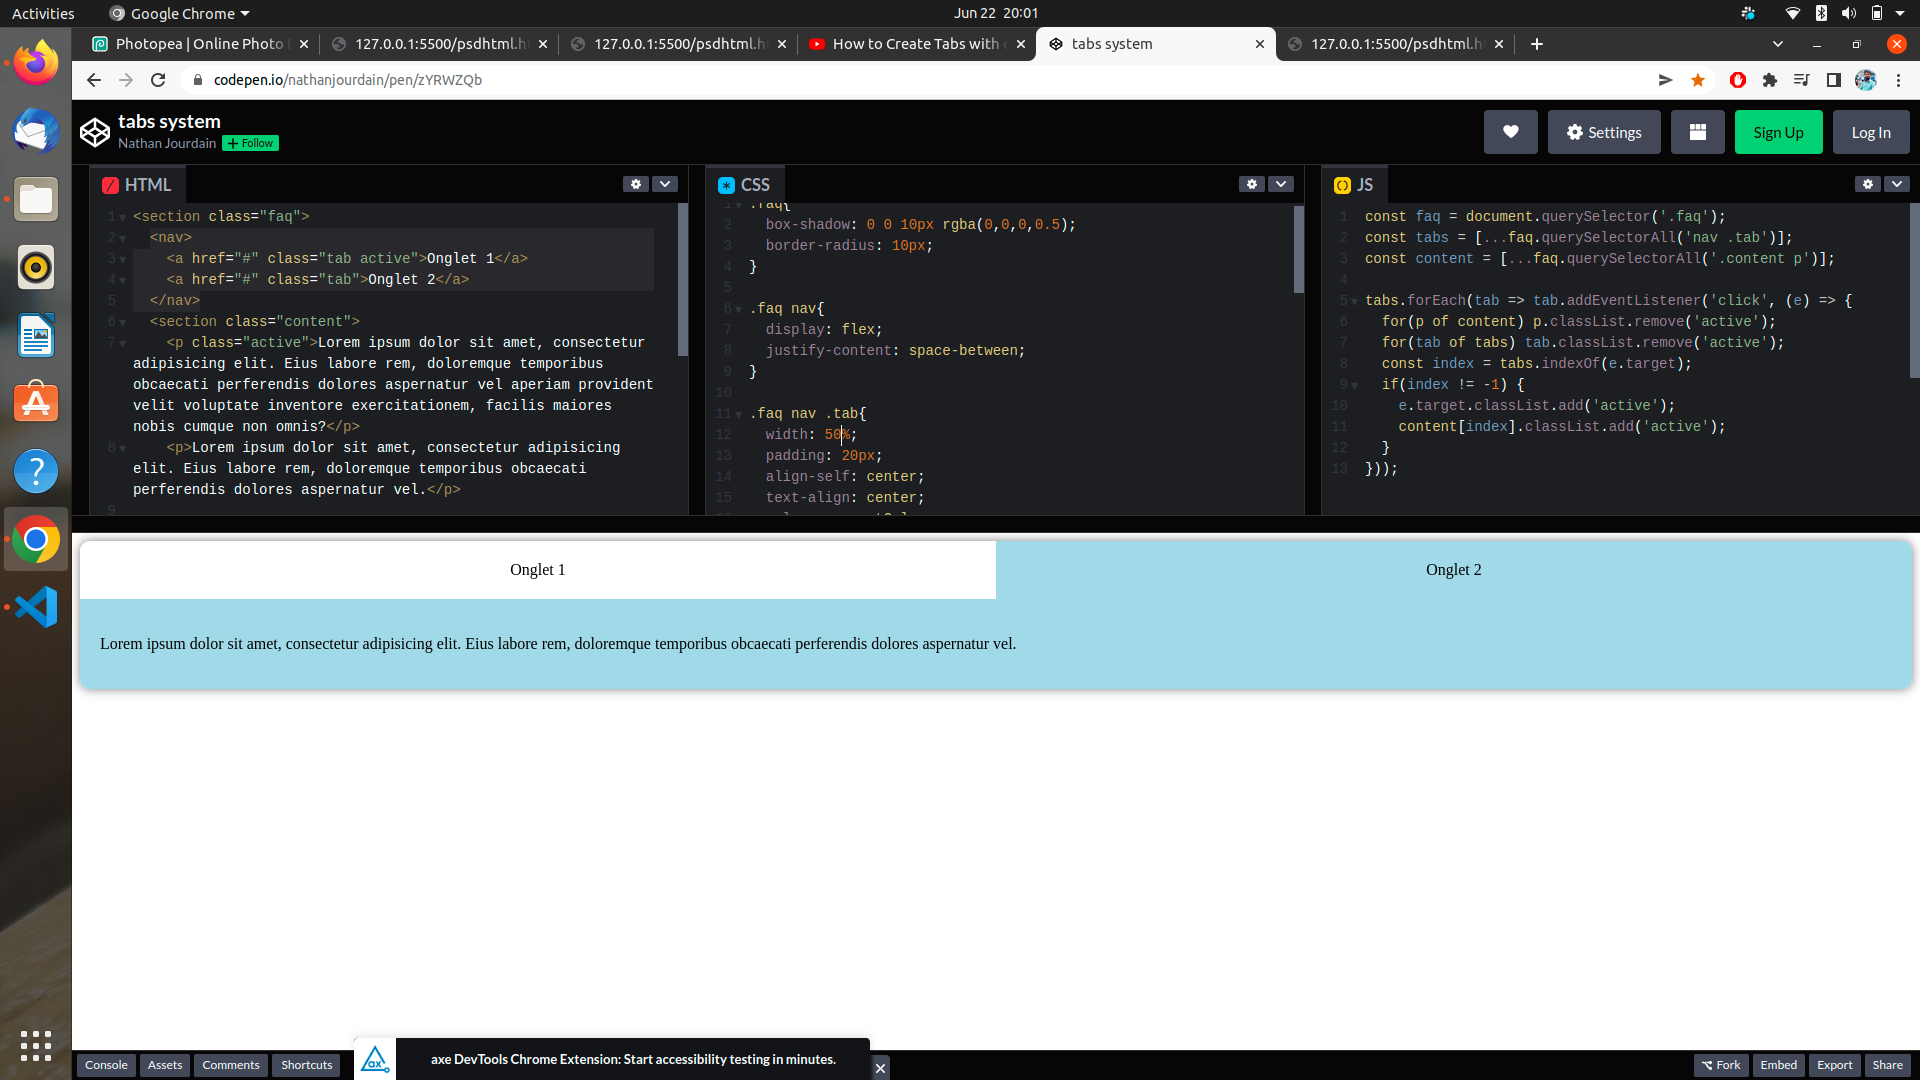 Activities
Google Chrome
Jun 22 20:01
Photopea | Online Photo
127.0.0.1:5500/psdhtml.h
127.0.0.1:5500/psdhtml.h
How to Create Tabs with
tabs system
127.0.0.1:5500/psdhtml.h
codepen.io/nathanjourdain/pen/zYRWZQb
tabs system
Nathan Jourdain
+ Follow
Settings
Sign Up
Log In
HTML
1 <section class="faq">
2 <nav>
3 <a href="#" class="tab active">Onglet 1</a>
4 <a href="#" class="tab">Onglet 2</a>
5 </nav>
6 <section class="content">
7 <p class="active">Lorem ipsum dolor sit amet, consectetur
adipisicing elit. Eius labore rem, doloremque temporibus
obcaecati perferendis dolores aspernatur vel aperiam provident
velit voluptate inventore exercitationem, facilis maiores
nobis cumque non omnis?</p>
8 <p>Lorem ipsum dolor sit amet, consectetur adipisicing
elit. Eius labore rem, doloremque temporibus obcaecati
perferendis dolores aspernatur vel.</p>
9
CSS
1 .faq{
2 box-shadow: 0 0 10px rgba(0,0,0,0.5);
3 border-radius: 10px;
4 }
5
6 .faq nav{
7 display: flex;
8 justify-content: space-between;
9 }
10
11 .faq nav .tab{
12 width: 50%;
13 padding: 20px;
14 align-self: center;
15 text-align: center;
JS
1 const faq = document.querySelector('.faq');
2 const tabs = [...faq.querySelectorAll('nav .tab')];
3 const content = [...faq.querySelectorAll('.content p')];
4
5 tabs.forEach(tab => tab.addEventListener('click', (e) => {
6 for(p of content) p.classList.remove('active');
7 for(tab of tabs) tab.classList.remove('active');
8 const index = tabs.indexOf(e.target);
9 if(index != -1) {
10 e.target.classList.add('active');
11 content[index].classList.add('active');
12 }
13 }));
Onglet 1
Onglet 2
Lorem ipsum dolor sit amet, consectetur adipisicing elit. Eius labore rem, doloremque temporibus obcaecati perferendis dolores aspernatur vel.
Console
Assets
Comments
Shortcuts
ax
axe DevTools Chrome Extension: Start accessibility testing in minutes.
Fork
Embed
Export
Share